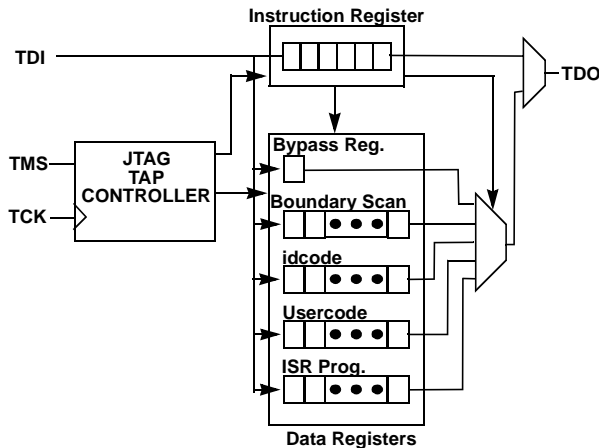 Instruction Register
TDI
TDO
Bypass Reg.
JTAG
TAP
CONTROLLER
TMS
TCK
Boundary Scan
idcode
Usercode
ISR Prog.
Data Registers